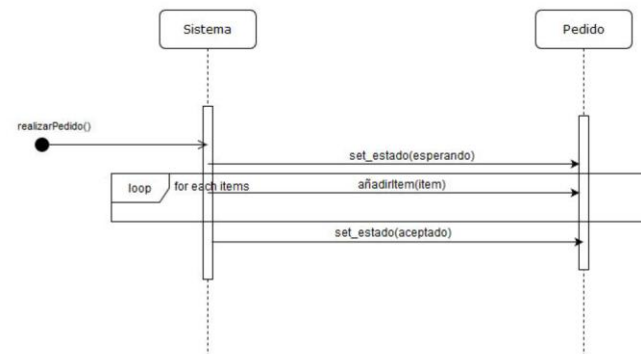 Sistema
Pedido
realizarPedido()
set_estado(esperando)
loop
for each items
añadirItem(item)
set_estado(aceptado)